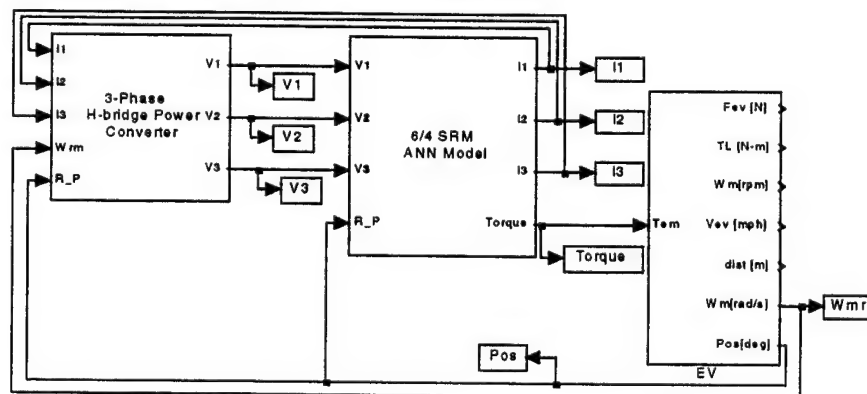 I1
I2
I3
Wrm
R_P
3-Phase
H-bridge Power
Converter
V1
V2
V3
V1
V2
V3
V1
V2
V3
R_P
6/4 SRM
ANN Model
I1
I2
I3
Torque
I1
I2
I3
Torque
Tem
Fev [N]
TL [N-m]
Wm[rpm]
Vev [mph]
dist [m]
Wm[rad/s]
Pos[deg]
EV
Wmr
Pos